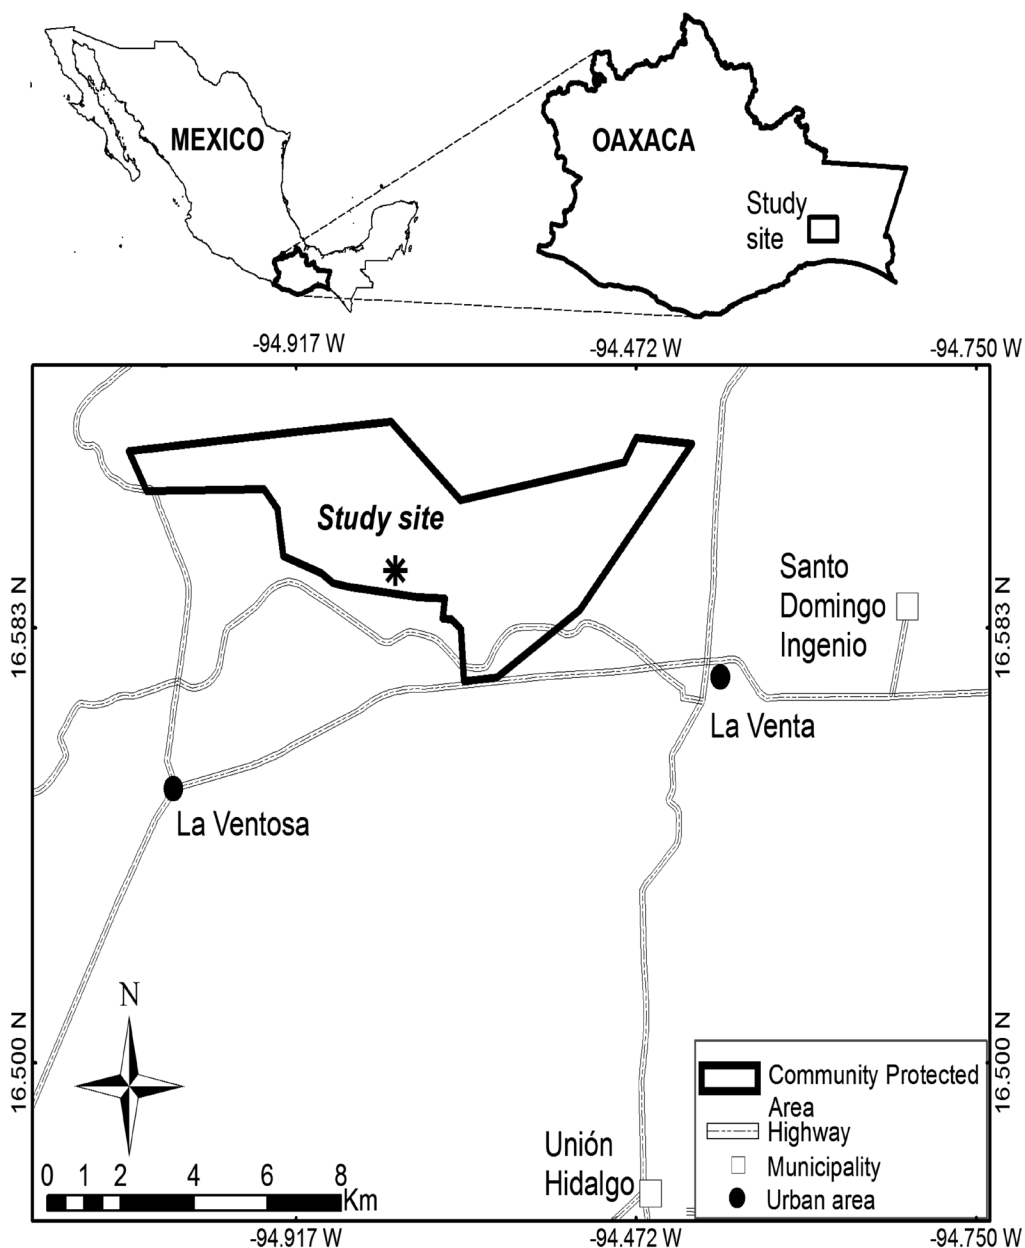 MEXICO
OAXACA
Study
site
-94.917 W
-94.472 W
-94.750 W
Study site
16.583 N
16.583 N
Santo
Domingo
Ingenio
La Venta
La Ventosa
N
16.500 N
16.500 N
Unión
Hidalgo
0 1 2 4 6 8
Km
Community Protected
Area
Highway
Municipality
Urban area
-94.917 W
-94.472 W
-94.750 W